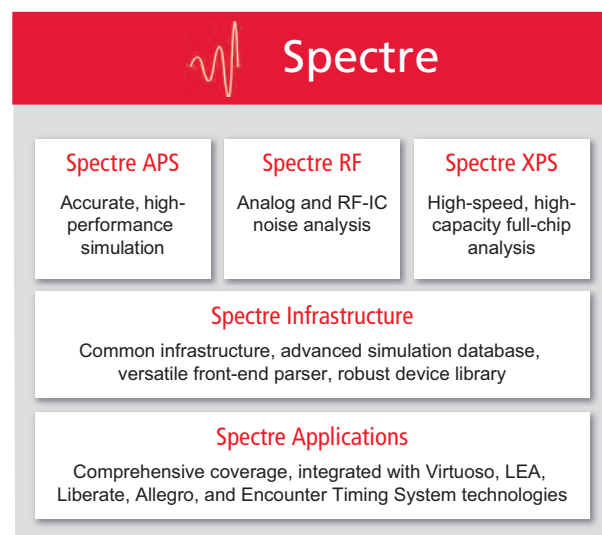 Spectre
Spectre APS
Accurate, high-
performance
simulation
Spectre RF
Analog and RF-IC
noise analysis
Spectre XPS
High-speed, high-
capacity full-chip
analysis
Spectre Infrastructure
Common infrastructure, advanced simulation database,
versatile front-end parser, robust device library
Spectre Applications
Comprehensive coverage, integrated with Virtuoso, LEA,
Liberate, Allegro, and Encounter Timing System technologies